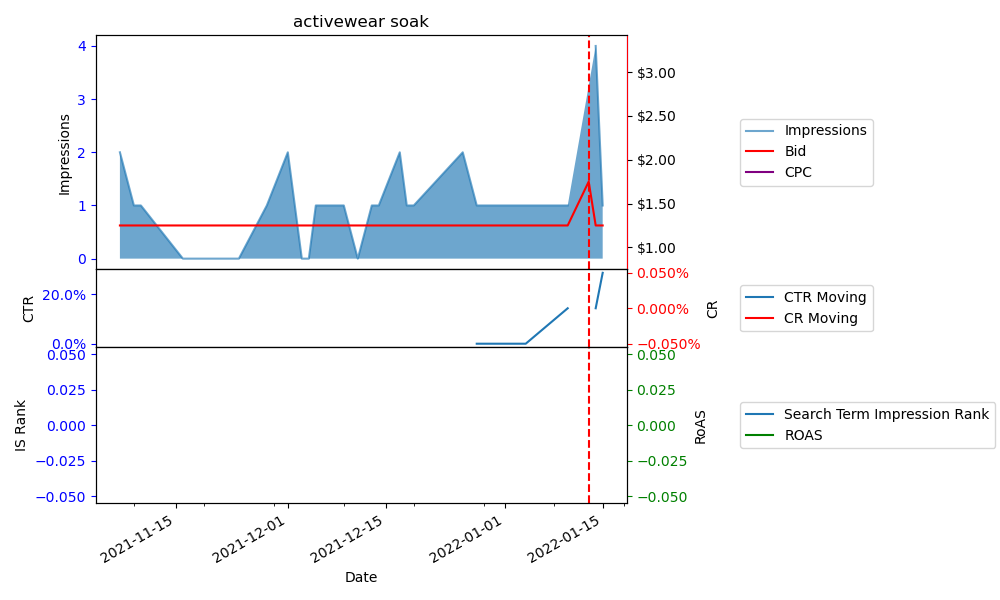 activewear soak
4
3
2
1
0
Impressions
$3.00
$2.50
$2.00
$1.50
$1.00
Impressions
Bid
CPC
20.0%
0.0%
CTR
0.050%
0.000%
−0.050%
CR
CTR Moving
CR Moving
0.050
0.025
0.000
−0.025
−0.050
IS Rank
0.050
0.025
0.000
−0.025
−0.050
RoAS
Search Term Impression Rank
ROAS
2021-11-15
2021-12-01
2021-12-15
2022-01-01
2022-01-15
Date